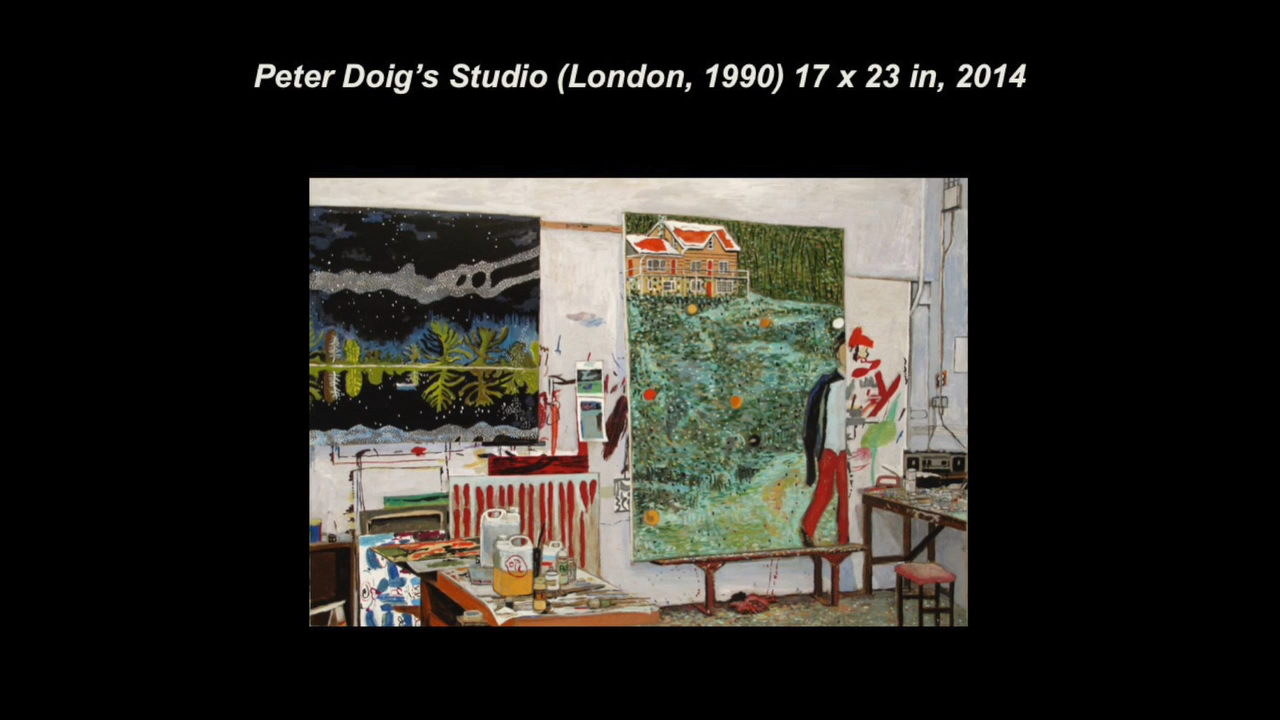 Peter Doig’s Studio (London, 1990) 17 x 23 in, 2014